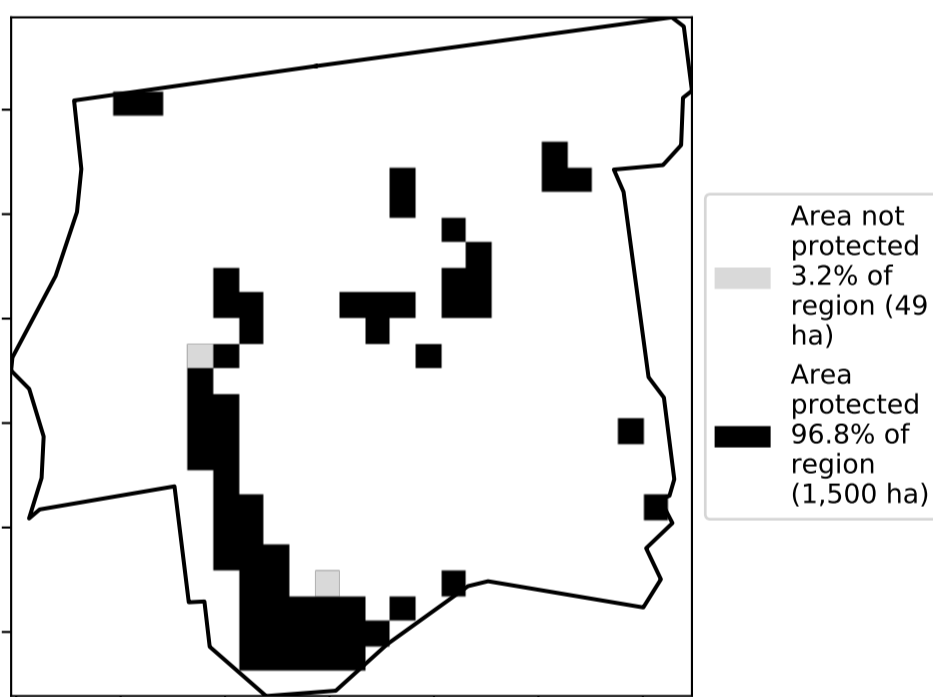 Area not
protected
3.2% of
region (49
ha)
Area
protected
96.8% of
region
(1,500 ha)